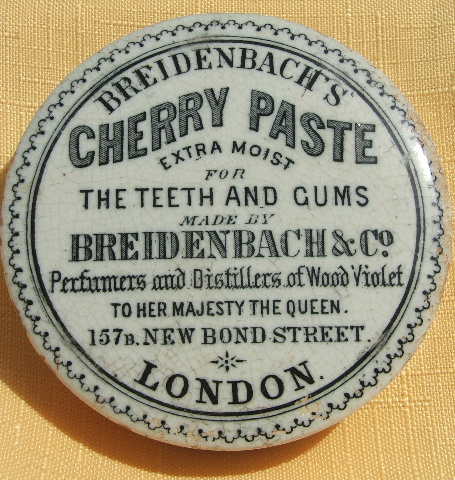 BREIDENBACH'S
CHERRY PASTE
EXTRA MOIST
FOR
THE TEETH AND GUMS
MADE BY
BREIDENBACH & Co
Perfumers and Distillers of Wood Violet
TO HER MAJESTY THE QUEEN.
157B. NEW BOND STREET.
LONDON.